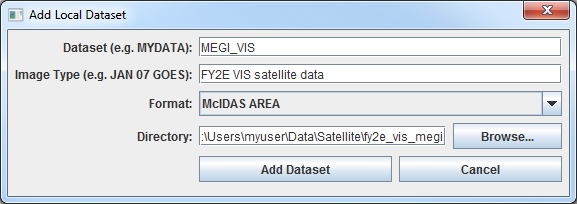 Add Local Dataset
Dataset (e.g. MYDATA): MEGI_VIS
Image Type (e.g. JAN 07 GOES): FY2E VIS satellite data
Format: McIDAS AREA
Directory: :\Users\myuser\Data\Satellite\fy2e_vis_megi Browse...
Add Dataset Cancel